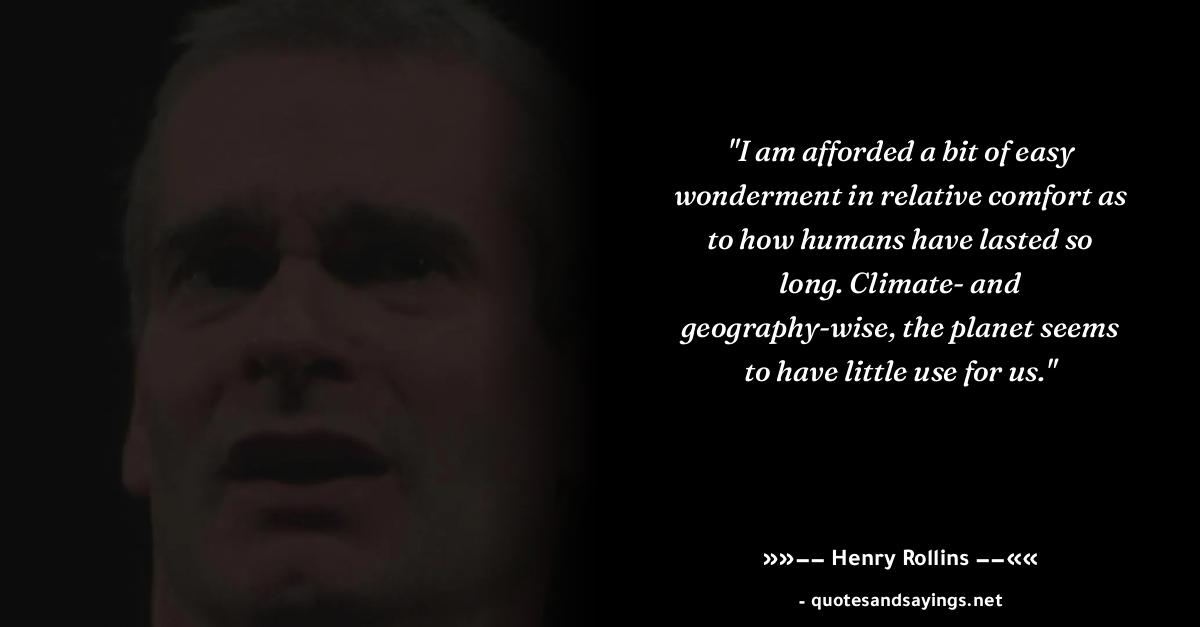 "I am afforded a bit of easy
wonderment in relative comfort as
to how humans have lasted so
long. Climate- and
geography-wise, the planet seems
to have little use for us."
»»−− Henry Rollins −−««
- quotesandsayings.net